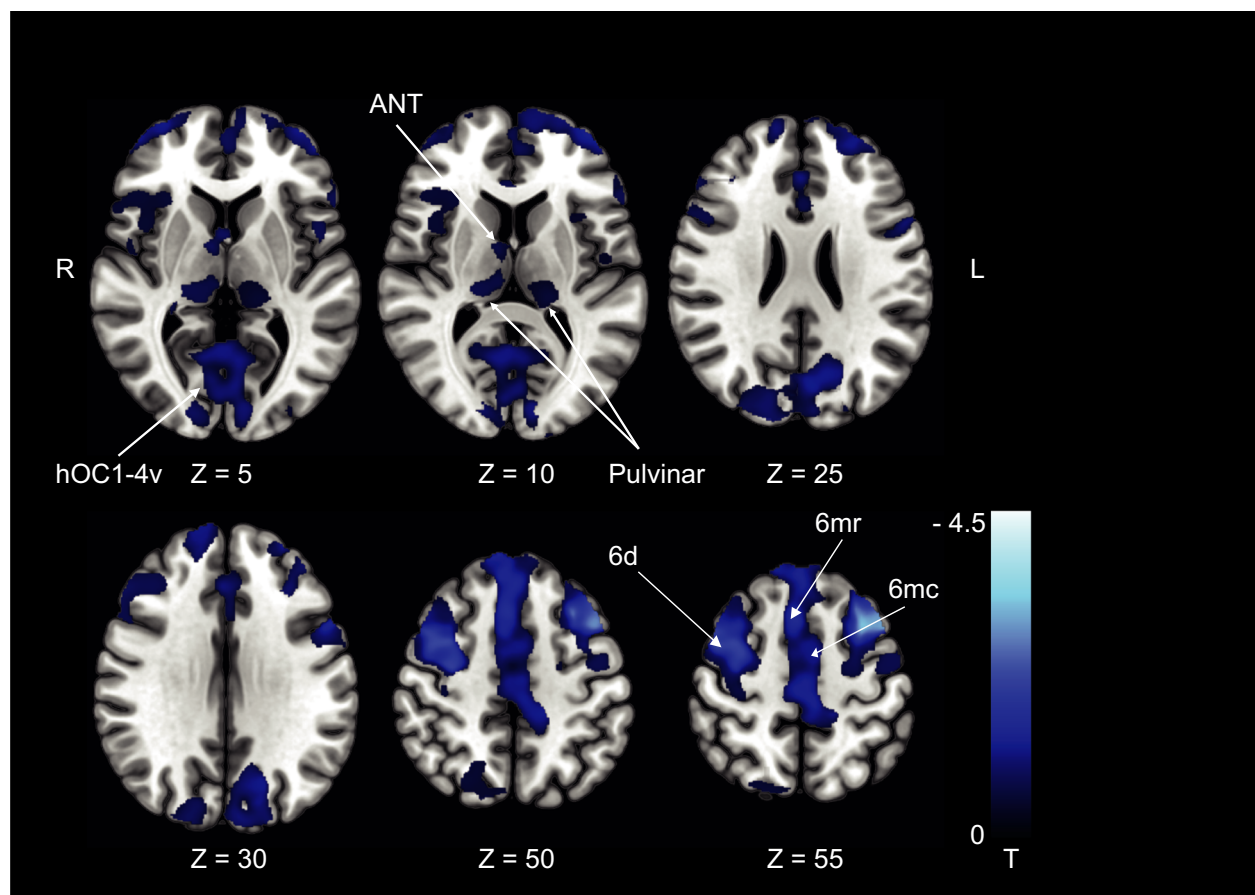 ANT
R
L
hOC1-4v
Z = 5
Z = 10
Pulvinar
Z = 25
6mr
- 4.5
6d
6mc
0
Z = 30
Z = 50
Z = 55
T